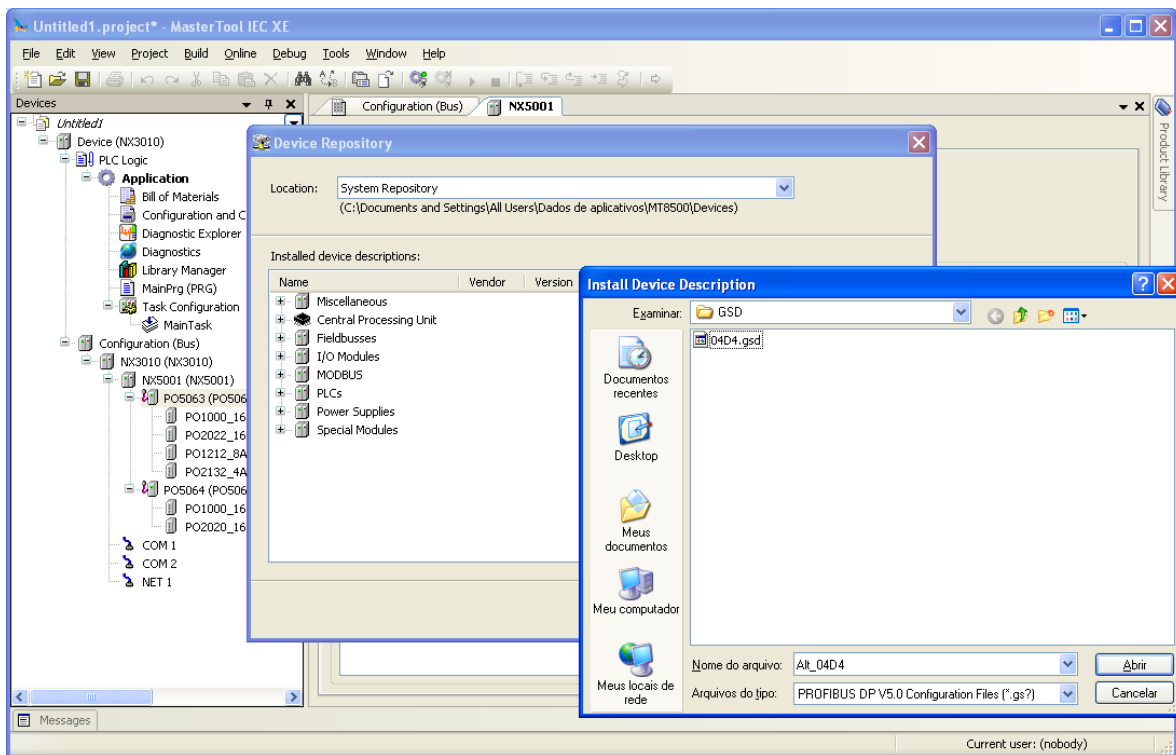 Untitled1.project* - MasterTool IEC XE
File Edit View Project Build Online Debug Tools Window Help
Devices
Configuration (Bus)
NX5001
Product Library
Untitled1
Device (NX3010)
PLC Logic
Application
Bill of Materials
Configuration and C
Diagnostic Explorer
Diagnostics
Library Manager
MainPrg (PRG)
Task Configuration
MainTask
Configuration (Bus)
NX3010 (NX3010)
NX5001 (NX5001)
PO5063 (PO506
PO1000_16
PO2022_16
PO1212_8A
PO2132_4A
PO5064 (PO506
PO1000_16
PO2020_16
COM 1
COM 2
NET 1
Device Repository
Location: System Repository
(C:\Documents and Settings\All Users\Dados de aplicativos\MT8500\Devices)
Installed device descriptions:
Name Vendor Version
Miscellaneous
Central Processing Unit
Fieldbusses
I/O Modules
MODBUS
PLCs
Power Supplies
Special Modules
Install Device Description
Examinar: GSD
04D4.gsd
Documentos
recentes
Desktop
Meus
documentos
Meu computador
Meus locais de
rede
Nome do arquivo: Alt_04D4 Abrir
Arquivos do tipo: PROFIBUS DP V5.0 Configuration Files (*.gs?) Cancelar
Messages
Current user: (nobody)